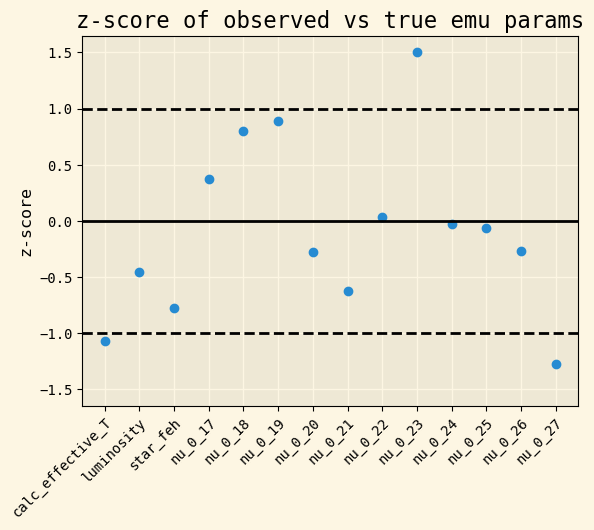 z-score of observed vs true emu params
z-score
1.5
1.0
0.5
0.0
−0.5
−1.0
−1.5
calc_effective_T
luminosity
star_feh
nu_0_17
nu_0_18
nu_0_19
nu_0_20
nu_0_21
nu_0_22
nu_0_23
nu_0_24
nu_0_25
nu_0_26
nu_0_27